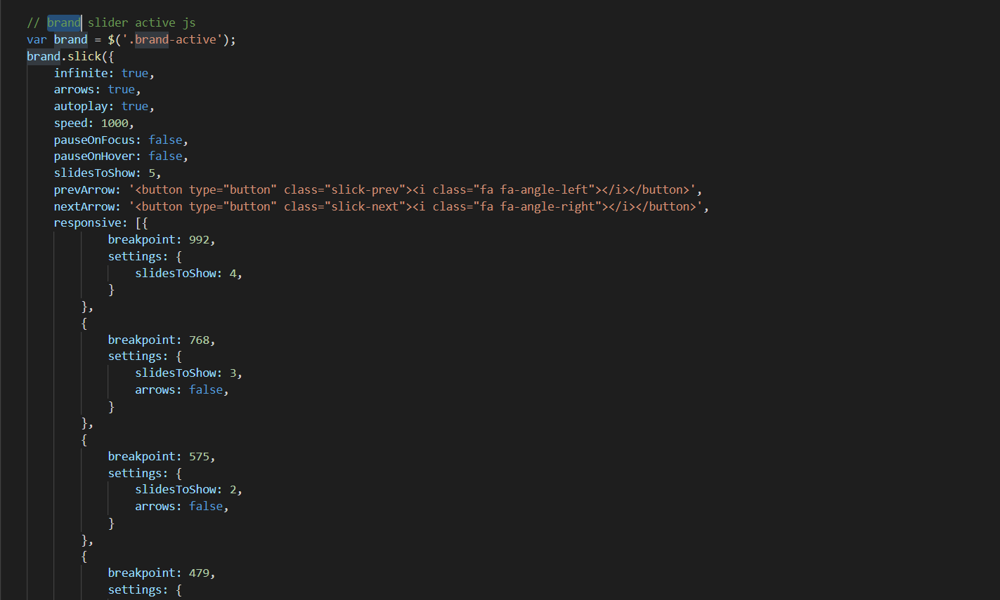 // brand slider active js
var brand = $('.brand-active');
brand.slick({
    infinite: true,
    arrows: true,
    autoplay: true,
    speed: 1000,
    pauseOnFocus: false,
    pauseOnHover: false,
    slidesToShow: 5,
    prevArrow: '<button type="button" class="slick-prev"><i class="fa fa-angle-left"></i></button>',
    nextArrow: '<button type="button" class="slick-next"><i class="fa fa-angle-right"></i></button>',
    responsive: [{
            breakpoint: 992,
            settings: {
                slidesToShow: 4,
            }
        },
        {
            breakpoint: 768,
            settings: {
                slidesToShow: 3,
                arrows: false,
            }
        },
        {
            breakpoint: 575,
            settings: {
                slidesToShow: 2,
                arrows: false,
            }
        },
        {
            breakpoint: 479,
            settings: {